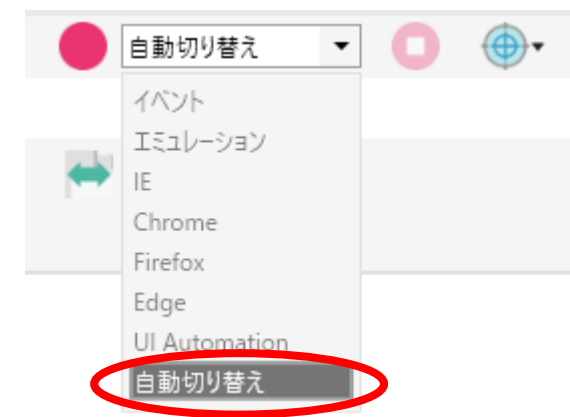 自動切り替え
イベント
エミュレーション
IE
Chrome
Firefox
Edge
UI Automation
自動切り替え